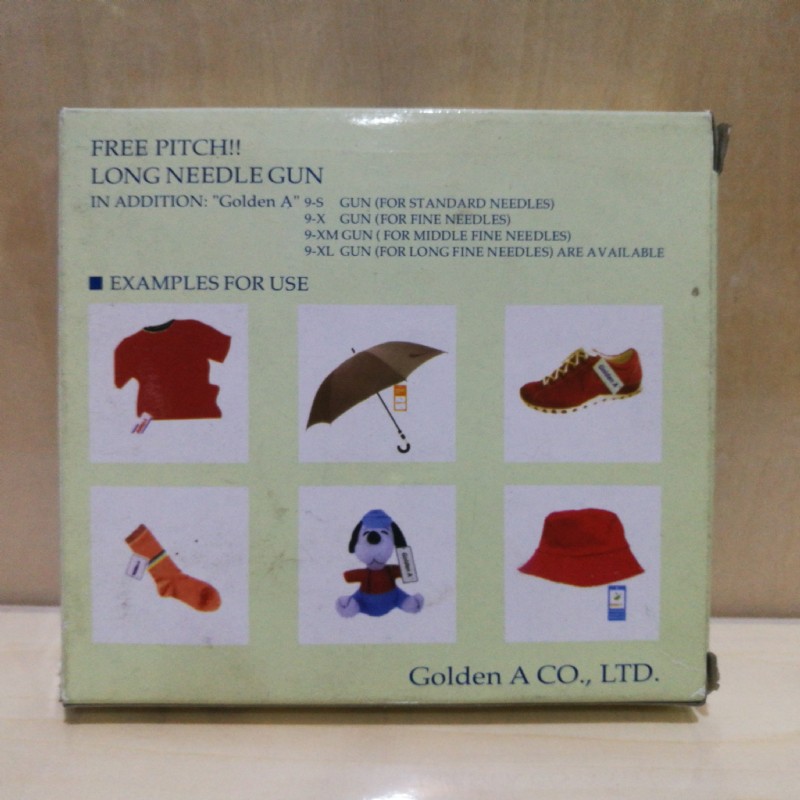 FREE PITCH!!
LONG NEEDLE GUN
IN ADDITION: "Golden A" 9-S GUN (FOR STANDARD NEEDLES)
9-X GUN (FOR FINE NEEDLES)
9-XM GUN ( FOR MIDDLE FINE NEEDLES)
9-XL GUN (FOR LONG FINE NEEDLES) ARE AVAILABLE
■ EXAMPLES FOR USE
Golden A
Golden A
Golden A CO., LTD.